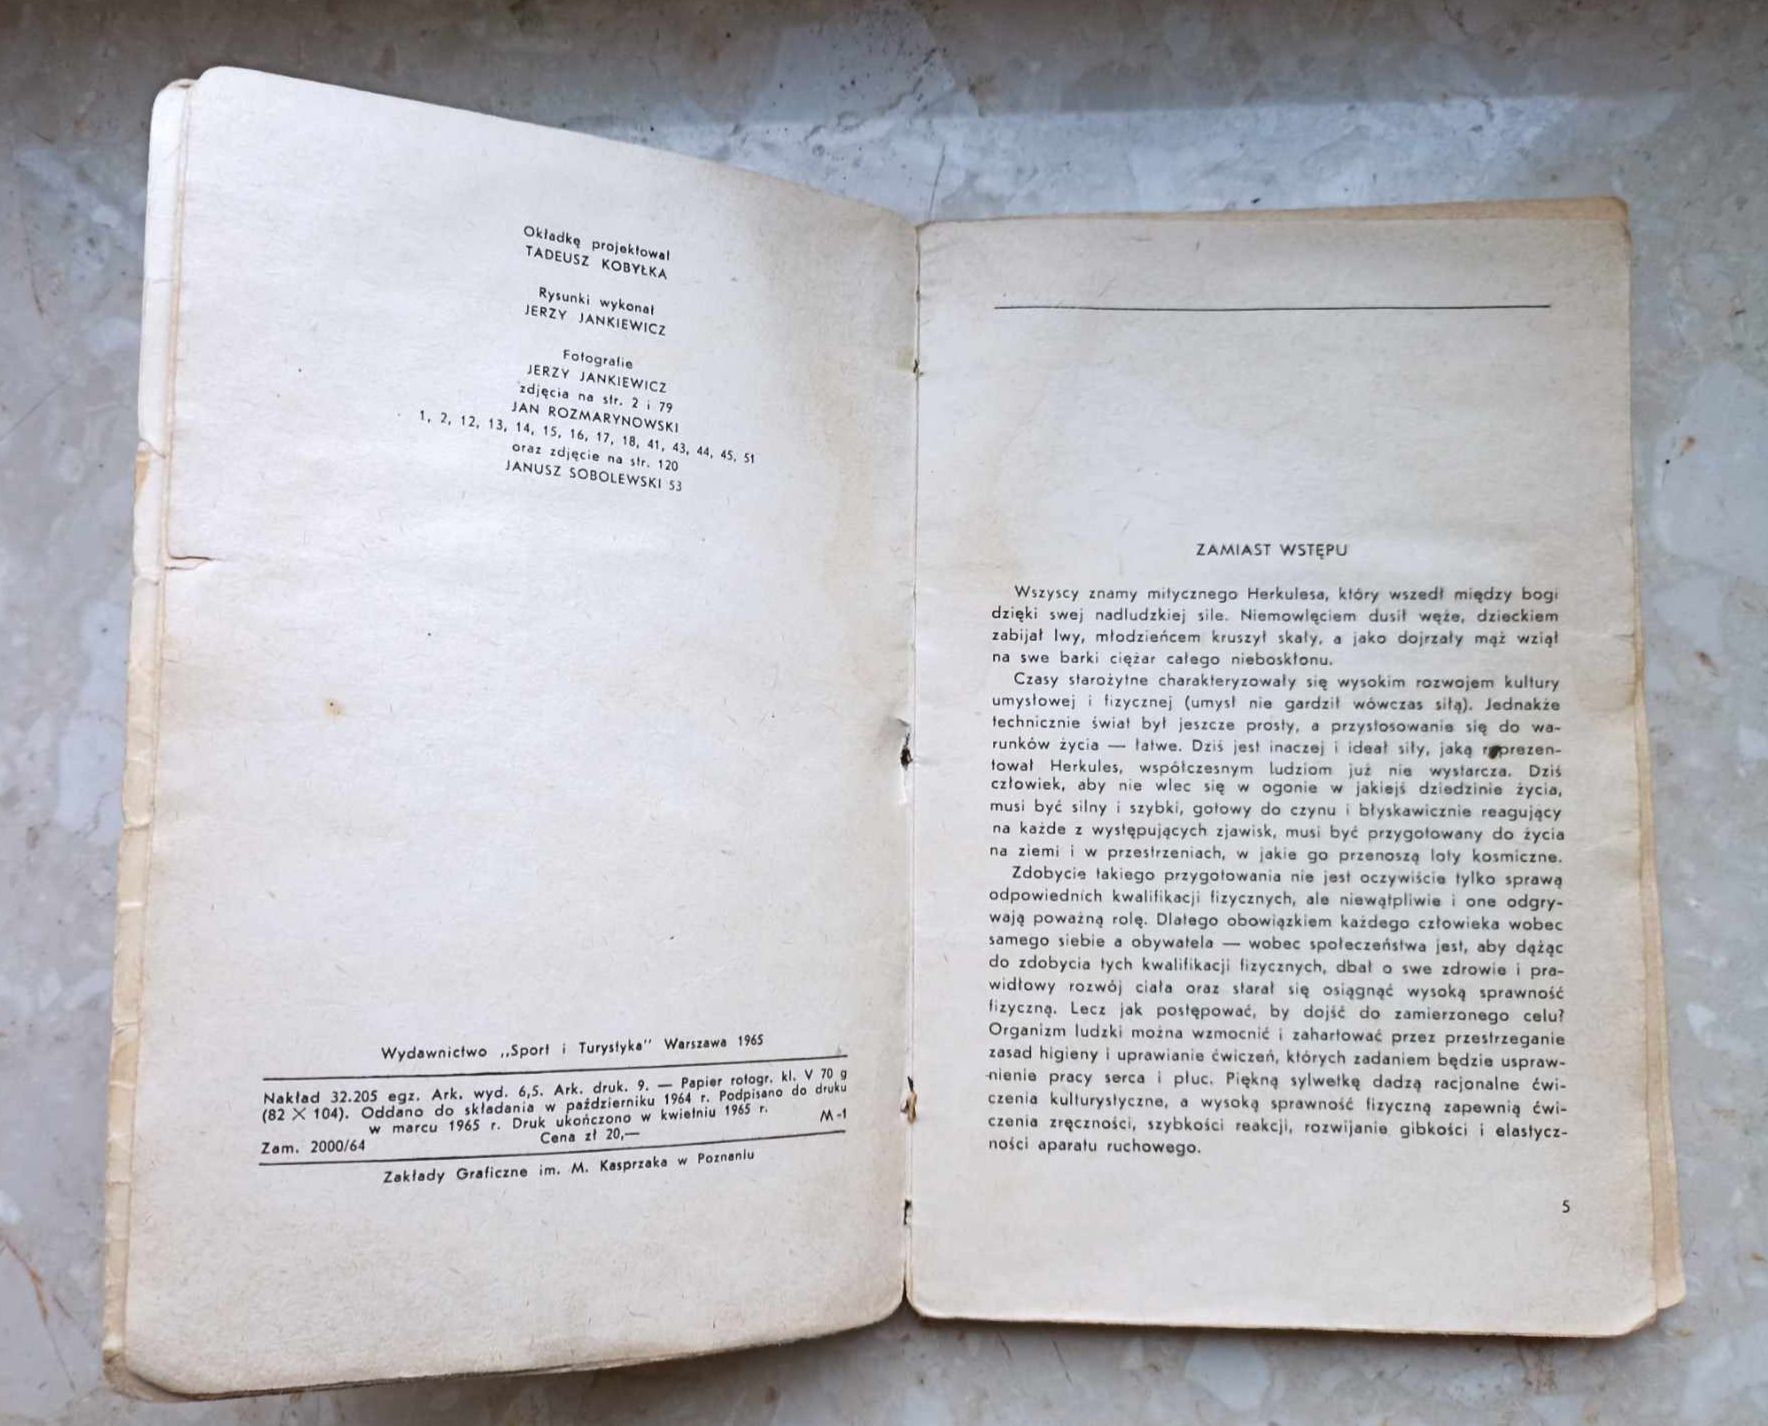 Okładkę projektował
TADEUSZ KOBYŁKA
Rysunki wykonał
JERZY JANKIEWICZ
Fotografie
JERZY JANKIEWICZ
zdjęcia na str. 2 i 79
JAN ROZMARYNOWSKI
1, 2, 12, 13, 14, 15, 16, 17, 18, 41, 43, 44, 45, 51
oraz zdjęcie na str. 120
JANUSZ SOBOLEWSKI 53
Wydawnictwo „Sport i Turystyka" Warszawa 1965
Nakład 32.205 egz. Ark. wyd. 6,5. Ark. druk. 9. — Papier rotogr. kl. V 70 g
(82 X 104). Oddano do składania w październiku 1964 r. Podpisano do druku
w marcu 1965 r. Druk ukończono w kwietniu 1965 r.
Zam. 2000/64 Cena zł 20,— M-1
Zakłady Graficzne im. M. Kasprzaka w Poznaniu
ZAMIAST WSTĘPU
Wszyscy znamy mitycznego Herkulesa, który wszedł między bogi
dzięki swej nadludzkiej sile. Niemowlęciem dusił węże, dzieckiem
zabijał lwy, młodzieńcem kruszył skały, a jako dojrzały mąż wziął
na swe barki ciężar całego nieboskłonu.
Czasy starożytne charakteryzowały się wysokim rozwojem kultury
umysłowej i fizycznej (umysł nie gardził wówczas siłą). Jednakże
technicznie świat był jeszcze prosty, a przystosowanie się do wa-
runków życia — łatwe. Dziś jest inaczej i ideał siły, jaką reprezen-
tował Herkules, współczesnym ludziom już nie wystarcza. Dziś
człowiek, aby nie wlec się w ogonie w jakiejś dziedzinie życia,
musi być silny i szybki, gotowy do czynu i błyskawicznie reagujący
na każde z występujących zjawisk, musi być przygotowany do życia
na ziemi i w przestrzeniach, w jakie go przenoszą loty kosmiczne.
Zdobycie takiego przygotowania nie jest oczywiście tylko sprawą
odpowiednich kwalifikacji fizycznych, ale niewątpliwie i one odgry-
wają poważną rolę. Dlatego obowiązkiem każdego człowieka wobec
samego siebie a obywatela — wobec społeczeństwa jest, aby dążąc
do zdobycia tych kwalifikacji fizycznych, dbał o swe zdrowie i pra-
widłowy rozwój ciała oraz starał się osiągnąć wysoką sprawność
fizyczną. Lecz jak postępować, by dojść do zamierzonego celu?
Organizm ludzki można wzmocnić i zahartować przez przestrzeganie
zasad higieny i uprawianie ćwiczeń, których zadaniem będzie uspraw-
nienie pracy serca i płuc. Piękną sylwetkę dadzą racjonalne ćwi-
czenia kulturystyczne, a wysoką sprawność fizyczną zapewnią ćwi-
czenia zręczności, szybkości reakcji, rozwijanie gibkości i elastycz-
ności aparatu ruchowego.
5